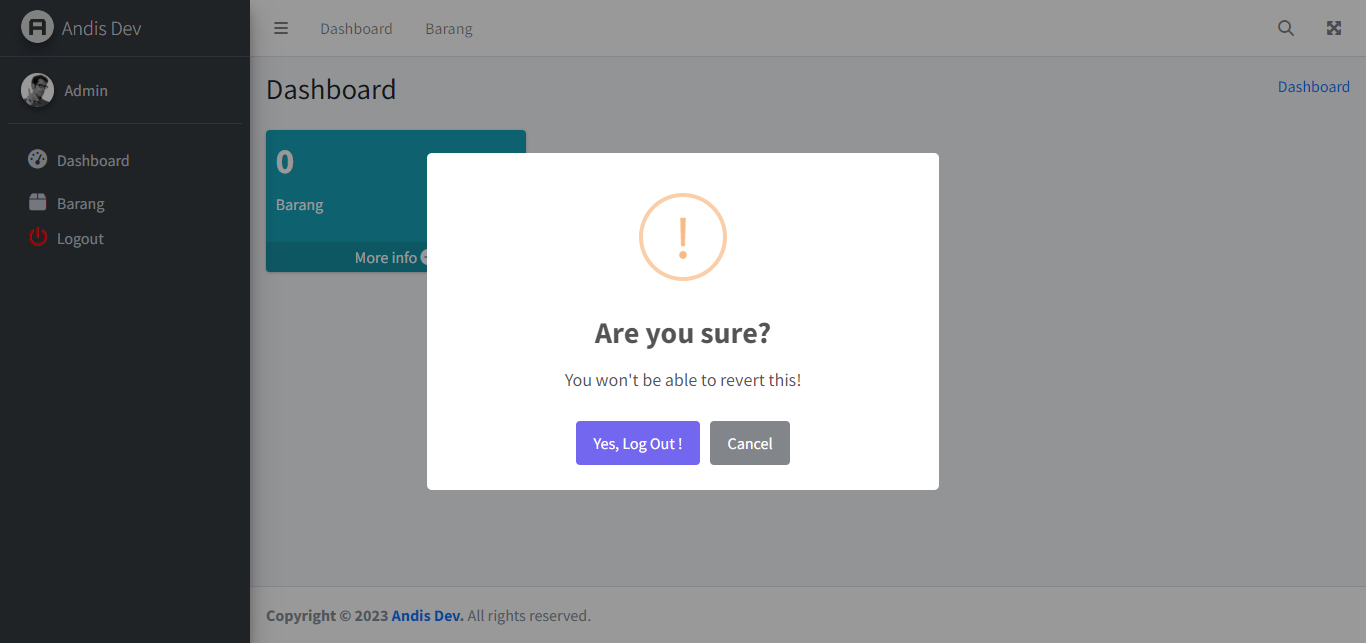 Andis Dev
Dashboard
Barang
Admin
Dashboard
Barang
Logout
Dashboard
Dashboard
0
Barang
More info
!
Are you sure?
You won't be able to revert this!
Yes, Log Out !
Cancel
Copyright © 2023 Andis Dev. All rights reserved.